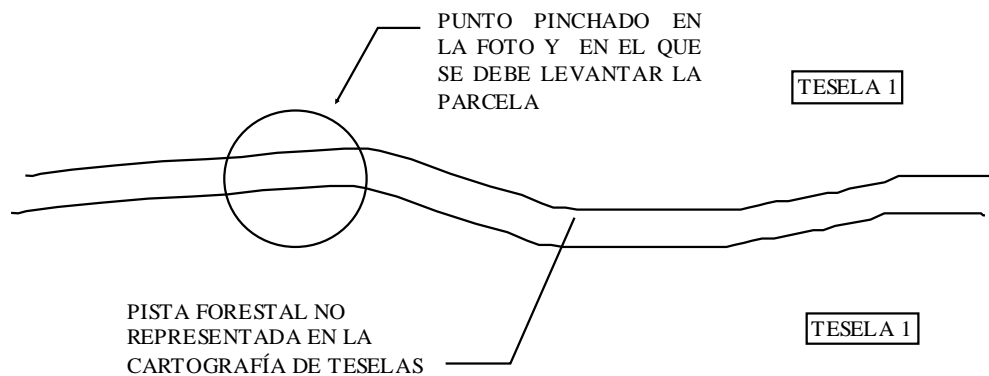 PUNTO PINCHADO EN
LA FOTO Y EN EL QUE
SE DEBE LEVANTAR LA
PARCELA
TESELA 1
PISTA FORESTAL NO
REPRESENTADA EN LA
CARTOGRAFÍA DE TESELAS
TESELA 1